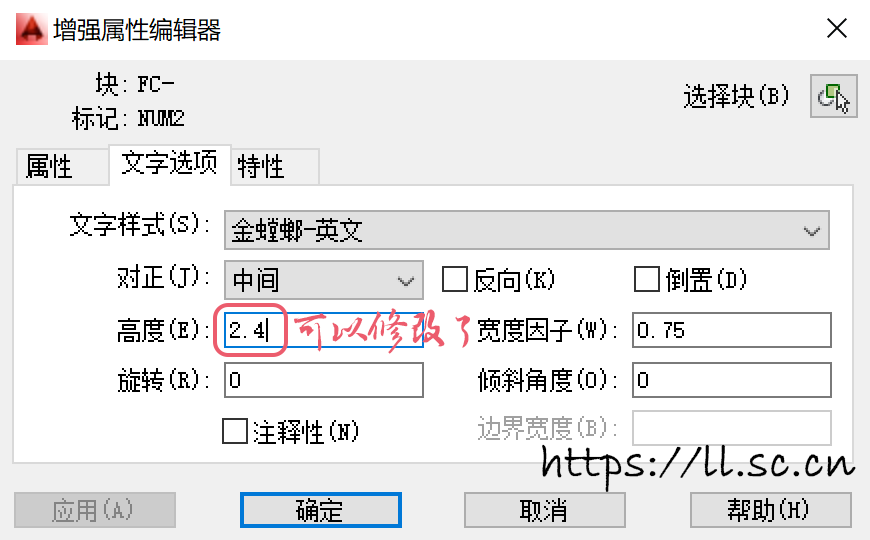 增强属性编辑器
块: FC-
标记: NUM2
选择块(B)
属性 文字选项 特性
文字样式(S): 金螳螂-英文
对正(J): 中间 反向(K) 倒置(D)
高度(E): 2.4 可以修改了 宽度因子(W): 0.75
旋转(R): 0 倾斜角度(O): 0
注释性(N) 边界宽度(B):
https://ll.sc.cn
应用(A) 确定 取消 帮助(H)